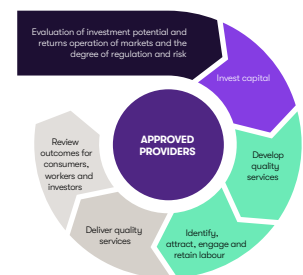 Evaluation of investment potential and
returns operation of markets and the
degree of regulation and risk
Invest capital
Develop
quality
services
Identify,
attract, engage and
retain labour
Deliver quality
services
Review
outcomes for
consumers,
workers and
investors
APPROVED
PROVIDERS